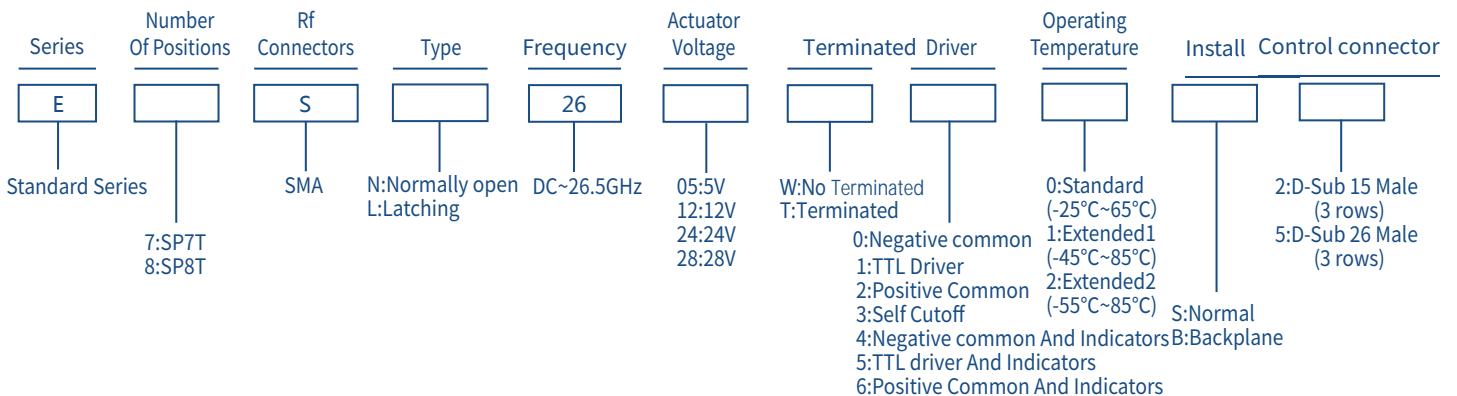 Series
Number
Of Positions
Rf
Connectors
Type
Frequency
Actuator
Voltage
Terminated
Driver
Operating
Temperature
Install
Control connector
E
S
26
Standard Series
7:SP7T
8:SP8T
SMA
N:Normally open
L:Latching
DC~26.5GHz
05:5V
12:12V
24:24V
28:28V
W:No Terminated
T:Terminated
0:Negative common
1:TTL Driver
2:Positive Common
3:Self Cutoff
4:Negative common And Indicators
5:TTL driver And Indicators
6:Positive Common And Indicators
0:Standard
(-25°C~65°C)
1:Extended1
(-45°C~85°C)
2:Extended2
(-55°C~85°C)
S:Normal
B:Backplane
2:D-Sub 15 Male
(3 rows)
5:D-Sub 26 Male
(3 rows)